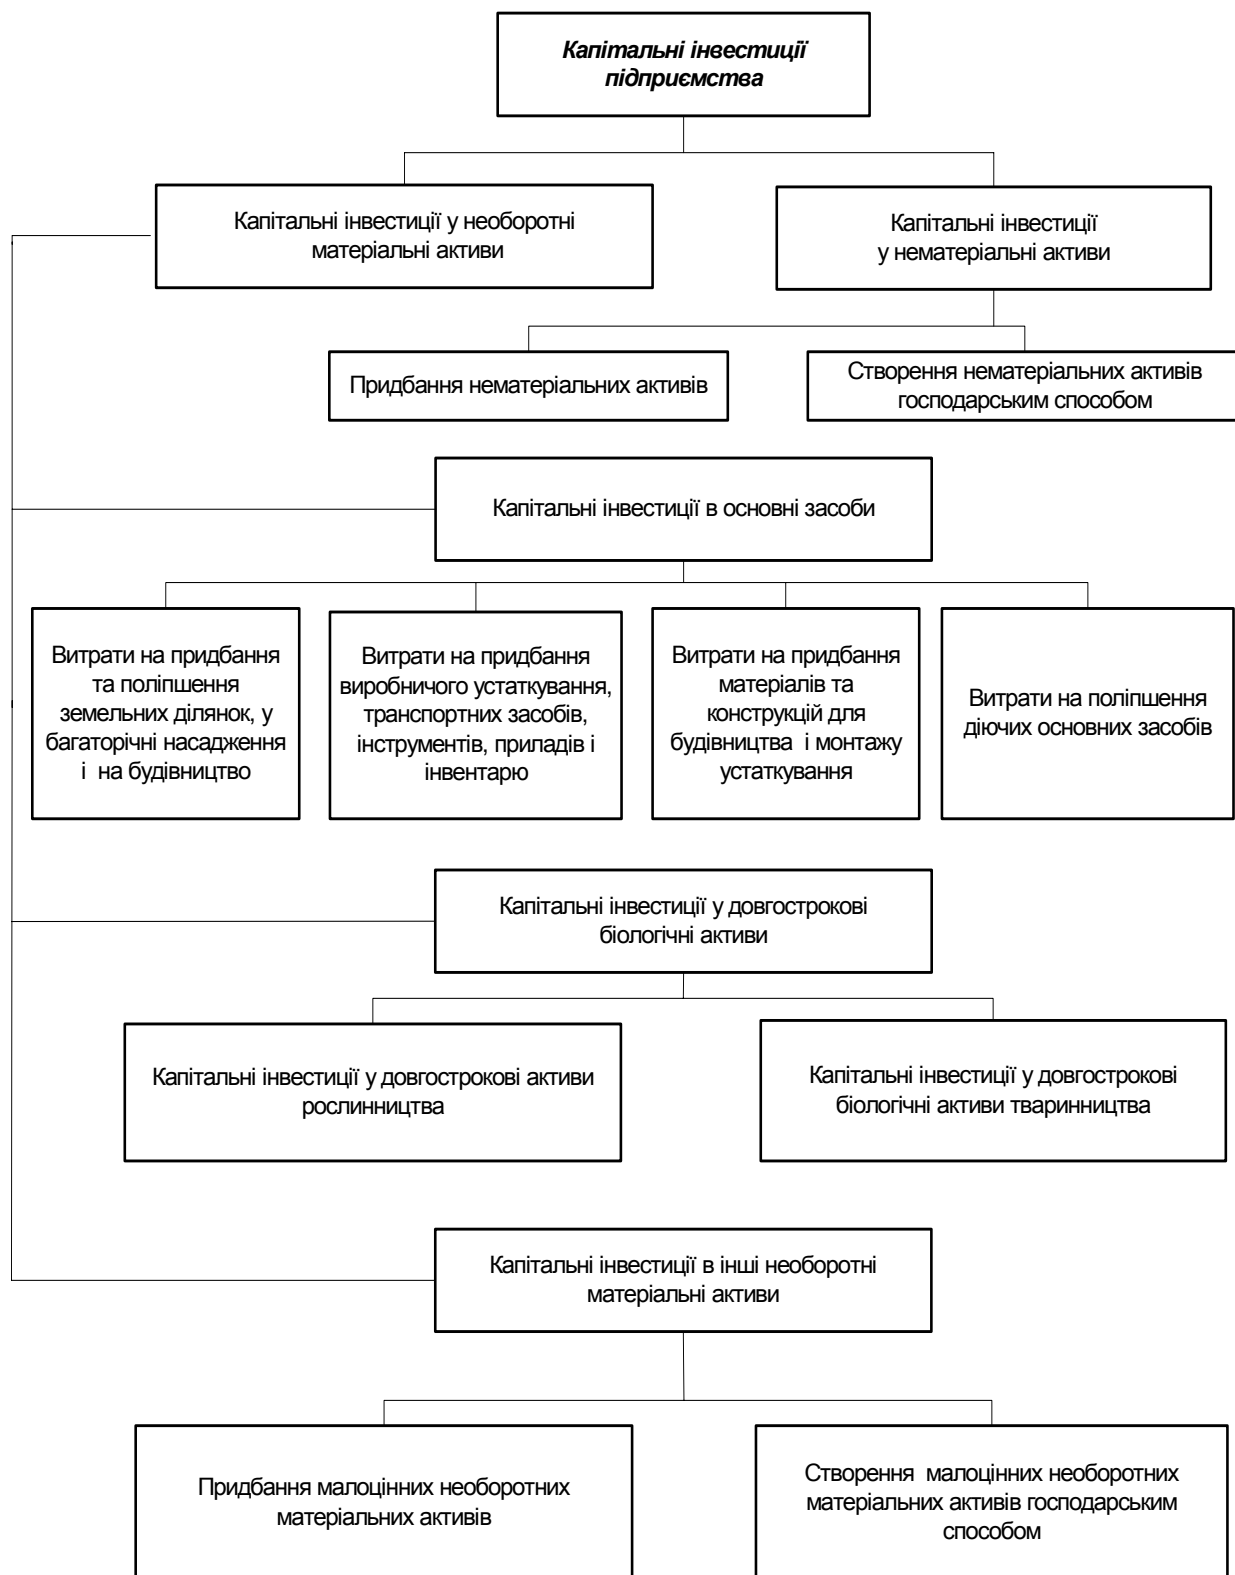 Капітальні інвестиції
підприємства
Капітальні інвестиції у необоротні
матеріальні активи
Капітальні інвестиції
у нематеріальні активи
Придбання нематеріальних активів
Створення нематеріальних активів
господарським способом
Капітальні інвестиції в основні засоби
Витрати на придбання
та поліпшення
земельних ділянок, у
багаторічні насадження
і на будівництво
Витрати на придбання
виробничого устаткування,
транспортних засобів,
інструментів, приладів і
інвентарю
Витрати на придбання
матеріалів та
конструкцій для
будівництва і монтажу
устаткування
Витрати на поліпшення
діючих основних засобів
Капітальні інвестиції у довгострокові
біологічні активи
Капітальні інвестиції у довгострокові активи
рослинництва
Капітальні інвестиції у довгострокові
біологічні активи тваринництва
Капітальні інвестиції в інші необоротні
матеріальні активи
Придбання малоцінних необоротних
матеріальних активів
Створення малоцінних необоротних
матеріальних активів господарським
способом